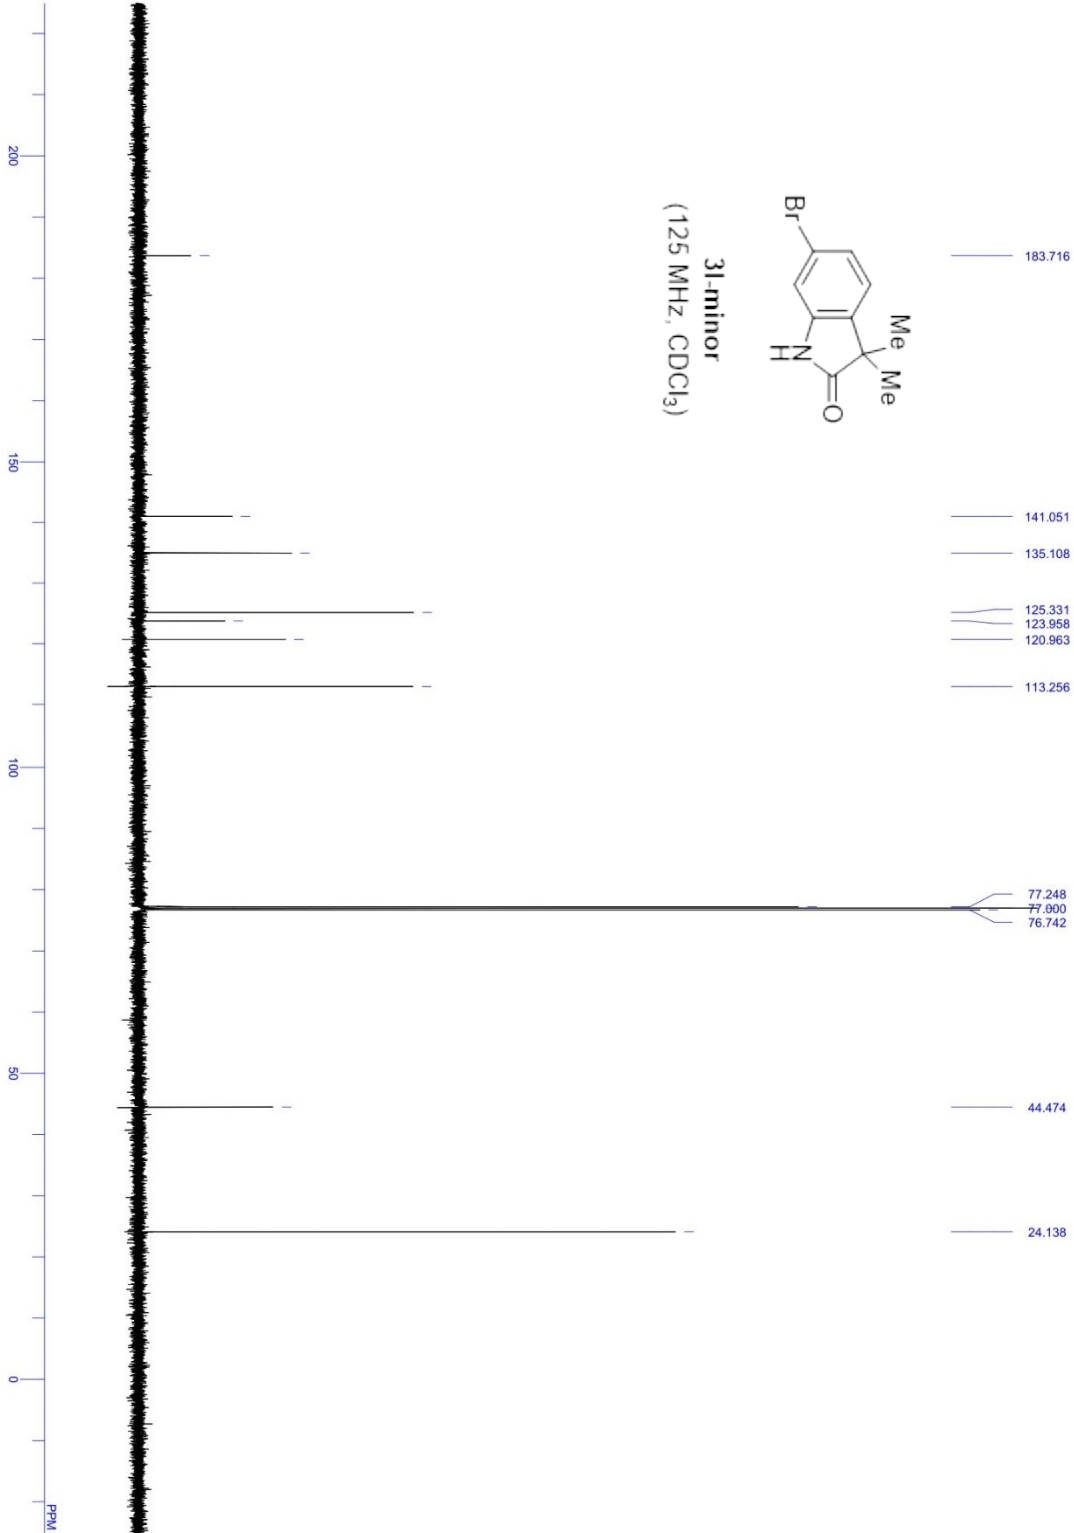 183.716
141.051
135.108
125.331
123.958
120.963
113.256
77.248
77.000
76.742
44.474
24.138
Me
Me
Br
O
N
H
3l-minor
(125 MHz, CDCl₃)
200
150
100
50
0
PPM